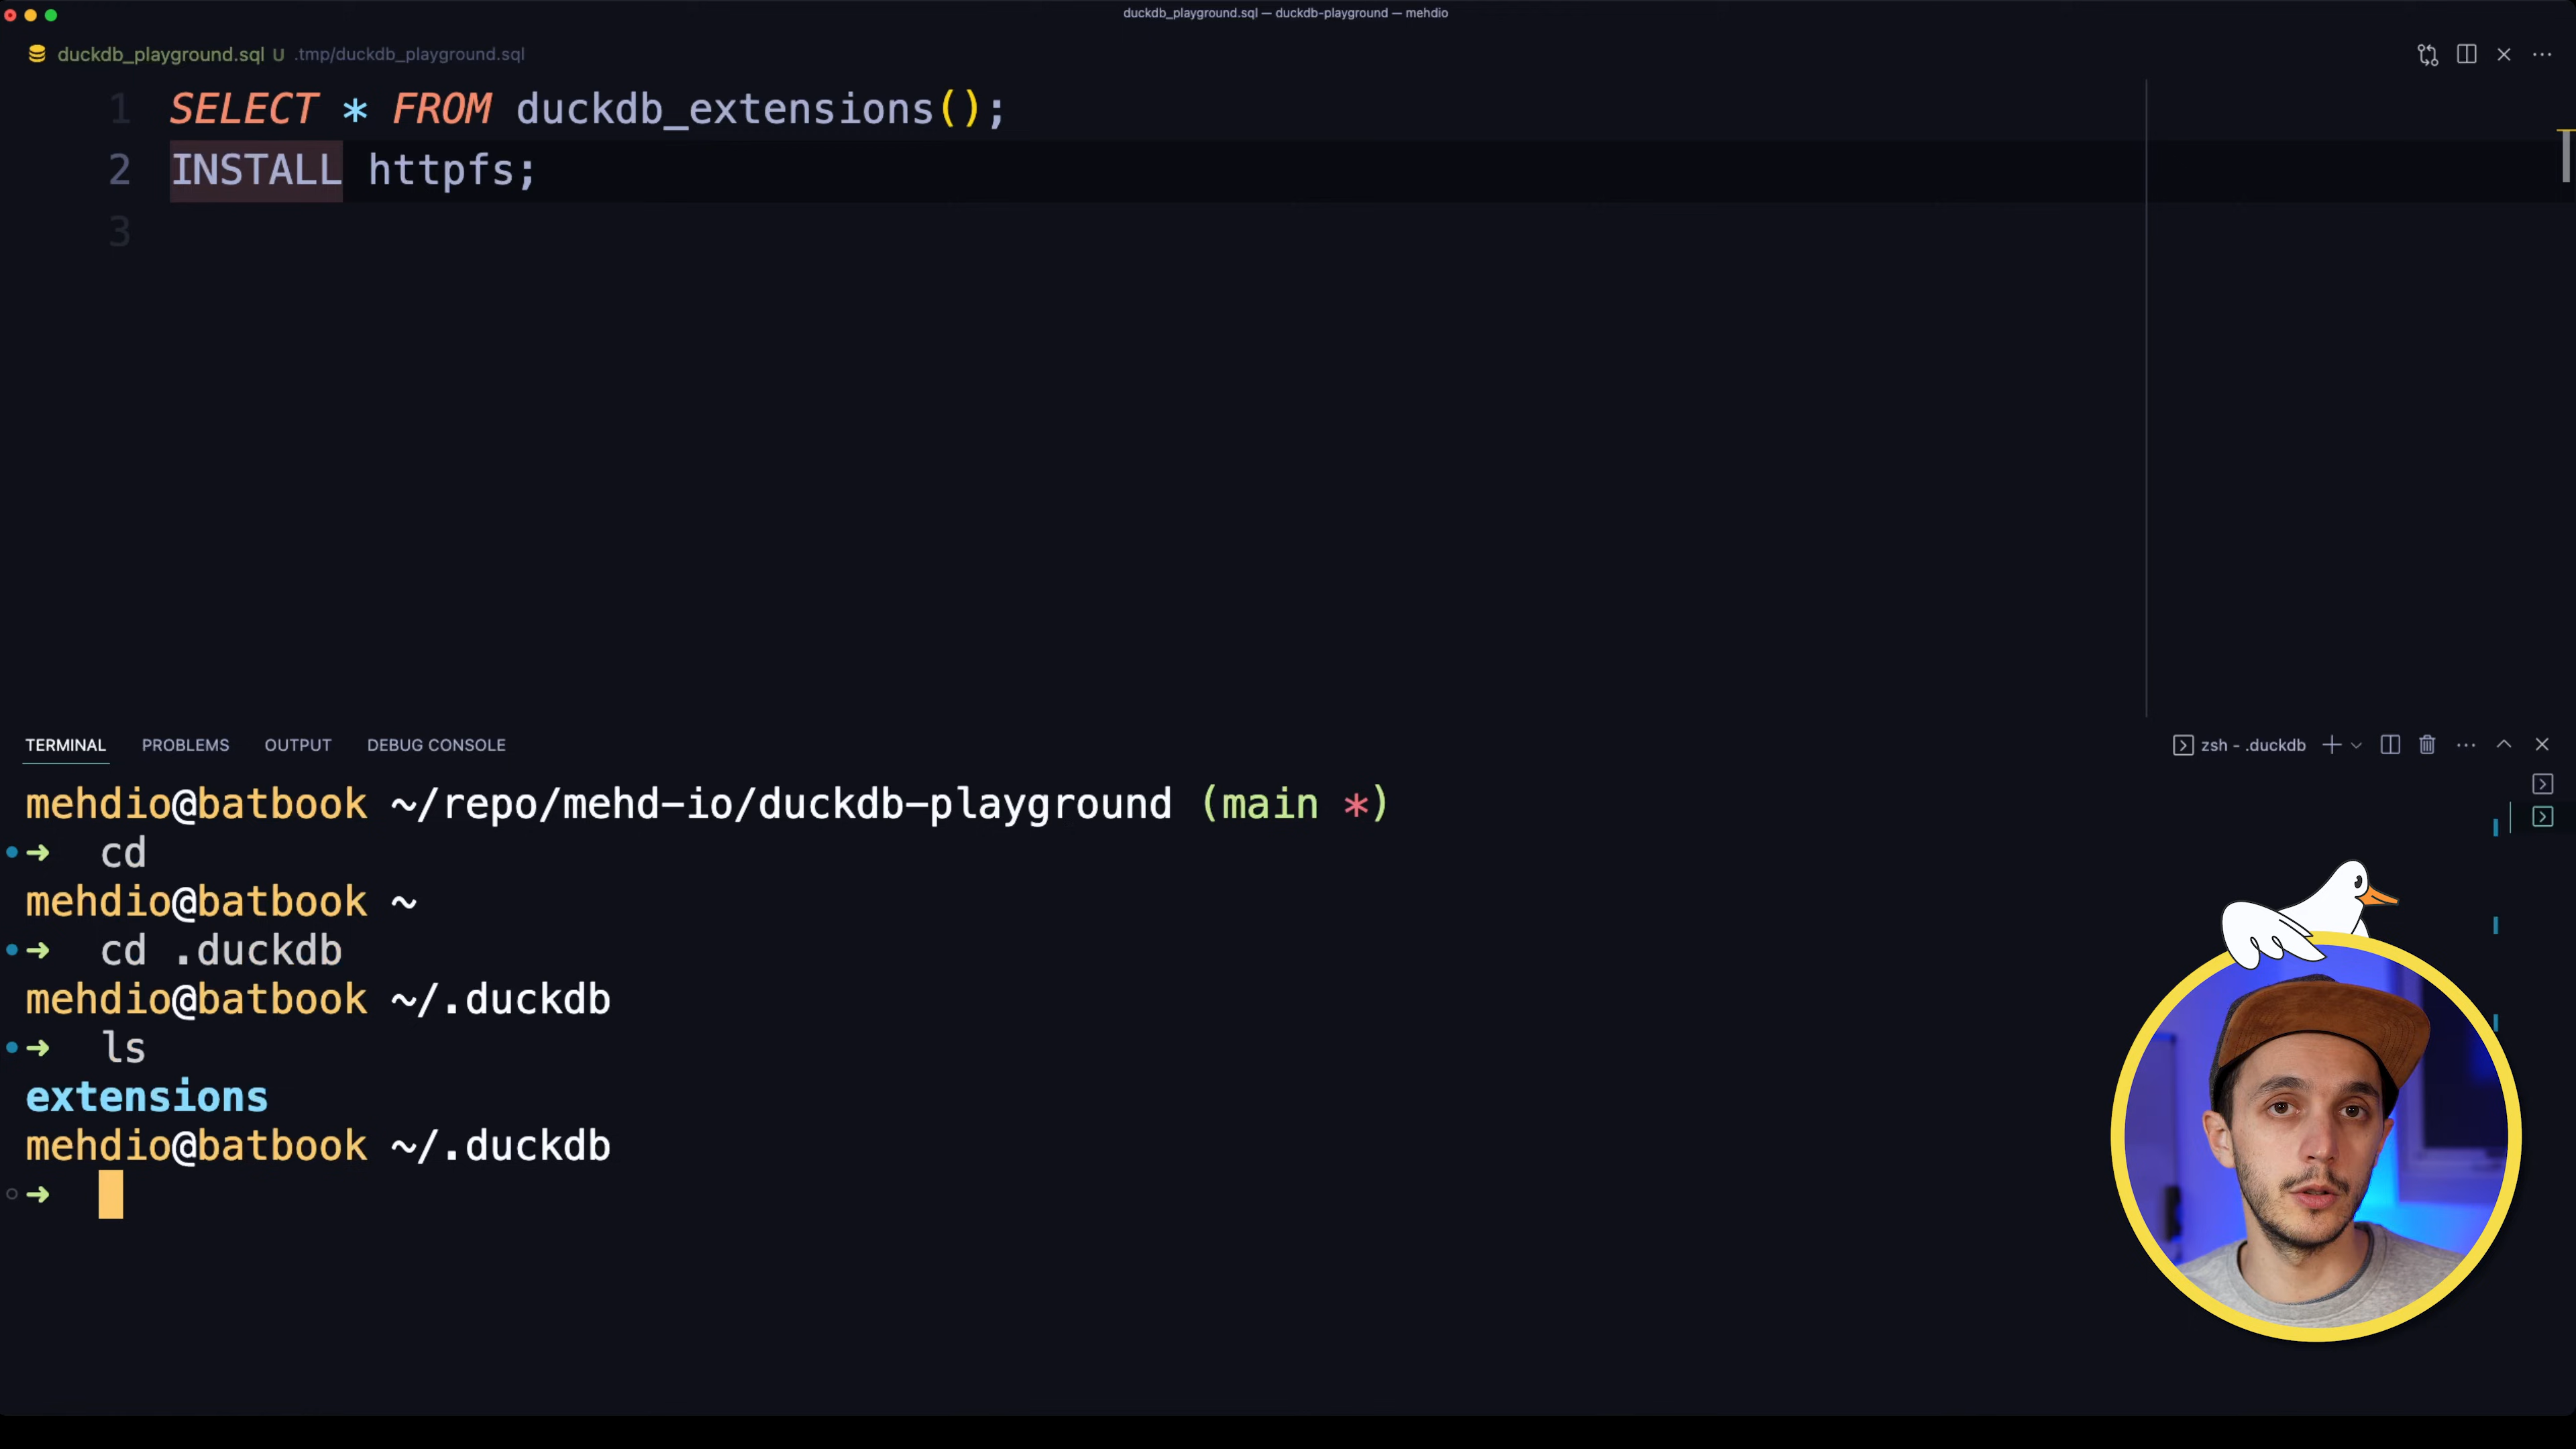 duckdb_playground.sql — duckdb-playground — mehdio
duckdb_playground.sql U .tmp/duckdb_playground.sql
1 SELECT * FROM duckdb_extensions();
2 INSTALL httpfs;
3
TERMINAL PROBLEMS OUTPUT DEBUG CONSOLE zsh - .duckdb
mehdio@batbook ~/repo/mehd-io/duckdb-playground (main *)
➜ cd
mehdio@batbook ~
➜ cd .duckdb
mehdio@batbook ~/.duckdb
➜ ls
extensions
mehdio@batbook ~/.duckdb
➜